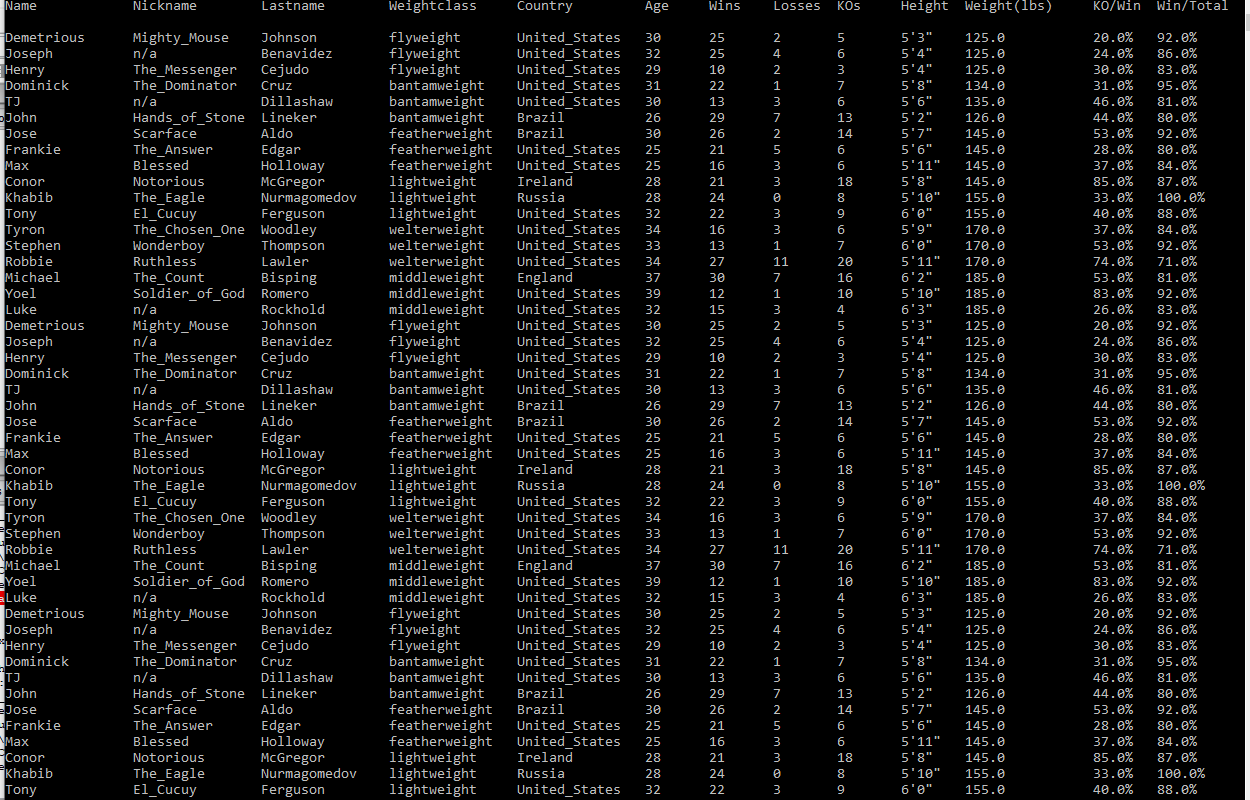 Name Nickname Lastname Weightclass Country Age Wins Losses KOs Height Weight(lbs) KO/Win Win/Total
Demetrious Mighty_Mouse Johnson flyweight United_States 30 25 2 5 5'3" 125.0 20.0% 92.0%
Joseph n/a Benavidez flyweight United_States 32 25 4 6 5'4" 125.0 24.0% 86.0%
Henry The_Messenger Cejudo flyweight United_States 29 10 2 3 5'4" 125.0 30.0% 83.0%
Dominick The_Dominator Cruz bantamweight United_States 31 22 1 7 5'8" 134.0 31.0% 95.0%
TJ n/a Dillashaw bantamweight United_States 30 13 3 6 5'6" 135.0 46.0% 81.0%
John Hands_of_Stone Lineker bantamweight Brazil 26 29 7 13 5'2" 126.0 44.0% 80.0%
Jose Scarface Aldo featherweight Brazil 30 26 2 14 5'7" 145.0 53.0% 92.0%
Frankie The_Answer Edgar featherweight United_States 25 21 5 6 5'6" 145.0 28.0% 80.0%
Max Blessed Holloway featherweight United_States 25 16 3 6 5'11" 145.0 37.0% 84.0%
Conor Notorious McGregor lightweight Ireland 28 21 3 18 5'8" 145.0 85.0% 87.0%
Khabib The_Eagle Nurmagomedov lightweight Russia 28 24 0 8 5'10" 155.0 33.0% 100.0%
Tony El_Cucuy Ferguson lightweight United_States 32 22 3 9 6'0" 155.0 40.0% 88.0%
Tyron The_Chosen_One Woodley welterweight United_States 34 16 3 6 5'9" 170.0 37.0% 84.0%
Stephen Wonderboy Thompson welterweight United_States 33 13 1 7 6'0" 170.0 53.0% 92.0%
Robbie Ruthless Lawler welterweight United_States 34 27 11 20 5'11" 170.0 74.0% 71.0%
Michael The_Count Bisping middleweight England 37 30 7 16 6'2" 185.0 53.0% 81.0%
Yoel Soldier_of_God Romero middleweight United_States 39 12 1 10 5'10" 185.0 83.0% 92.0%
Luke n/a Rockhold middleweight United_States 32 15 3 4 6'3" 185.0 26.0% 83.0%
Demetrious Mighty_Mouse Johnson flyweight United_States 30 25 2 5 5'3" 125.0 20.0% 92.0%
Joseph n/a Benavidez flyweight United_States 32 25 4 6 5'4" 125.0 24.0% 86.0%
Henry The_Messenger Cejudo flyweight United_States 29 10 2 3 5'4" 125.0 30.0% 83.0%
Dominick The_Dominator Cruz bantamweight United_States 31 22 1 7 5'8" 134.0 31.0% 95.0%
TJ n/a Dillashaw bantamweight United_States 30 13 3 6 5'6" 135.0 46.0% 81.0%
John Hands_of_Stone Lineker bantamweight Brazil 26 29 7 13 5'2" 126.0 44.0% 80.0%
Jose Scarface Aldo featherweight Brazil 30 26 2 14 5'7" 145.0 53.0% 92.0%
Frankie The_Answer Edgar featherweight United_States 25 21 5 6 5'6" 145.0 28.0% 80.0%
Max Blessed Holloway featherweight United_States 25 16 3 6 5'11" 145.0 37.0% 84.0%
Conor Notorious McGregor lightweight Ireland 28 21 3 18 5'8" 145.0 85.0% 87.0%
Khabib The_Eagle Nurmagomedov lightweight Russia 28 24 0 8 5'10" 155.0 33.0% 100.0%
Tony El_Cucuy Ferguson lightweight United_States 32 22 3 9 6'0" 155.0 40.0% 88.0%
Tyron The_Chosen_One Woodley welterweight United_States 34 16 3 6 5'9" 170.0 37.0% 84.0%
Stephen Wonderboy Thompson welterweight United_States 33 13 1 7 6'0" 170.0 53.0% 92.0%
Robbie Ruthless Lawler welterweight United_States 34 27 11 20 5'11" 170.0 74.0% 71.0%
Michael The_Count Bisping middleweight England 37 30 7 16 6'2" 185.0 53.0% 81.0%
Yoel Soldier_of_God Romero middleweight United_States 39 12 1 10 5'10" 185.0 83.0% 92.0%
Luke n/a Rockhold middleweight United_States 32 15 3 4 6'3" 185.0 26.0% 83.0%
Demetrious Mighty_Mouse Johnson flyweight United_States 30 25 2 5 5'3" 125.0 20.0% 92.0%
Joseph n/a Benavidez flyweight United_States 32 25 4 6 5'4" 125.0 24.0% 86.0%
Henry The_Messenger Cejudo flyweight United_States 29 10 2 3 5'4" 125.0 30.0% 83.0%
Dominick The_Dominator Cruz bantamweight United_States 31 22 1 7 5'8" 134.0 31.0% 95.0%
TJ n/a Dillashaw bantamweight United_States 30 13 3 6 5'6" 135.0 46.0% 81.0%
John Hands_of_Stone Lineker bantamweight Brazil 26 29 7 13 5'2" 126.0 44.0% 80.0%
Jose Scarface Aldo featherweight Brazil 30 26 2 14 5'7" 145.0 53.0% 92.0%
Frankie The_Answer Edgar featherweight United_States 25 21 5 6 5'6" 145.0 28.0% 80.0%
Max Blessed Holloway featherweight United_States 25 16 3 6 5'11" 145.0 37.0% 84.0%
Conor Notorious McGregor lightweight Ireland 28 21 3 18 5'8" 145.0 85.0% 87.0%
Khabib The_Eagle Nurmagomedov lightweight Russia 28 24 0 8 5'10" 155.0 33.0% 100.0%
Tony El_Cucuy Ferguson lightweight United_States 32 22 3 9 6'0" 155.0 40.0% 88.0%